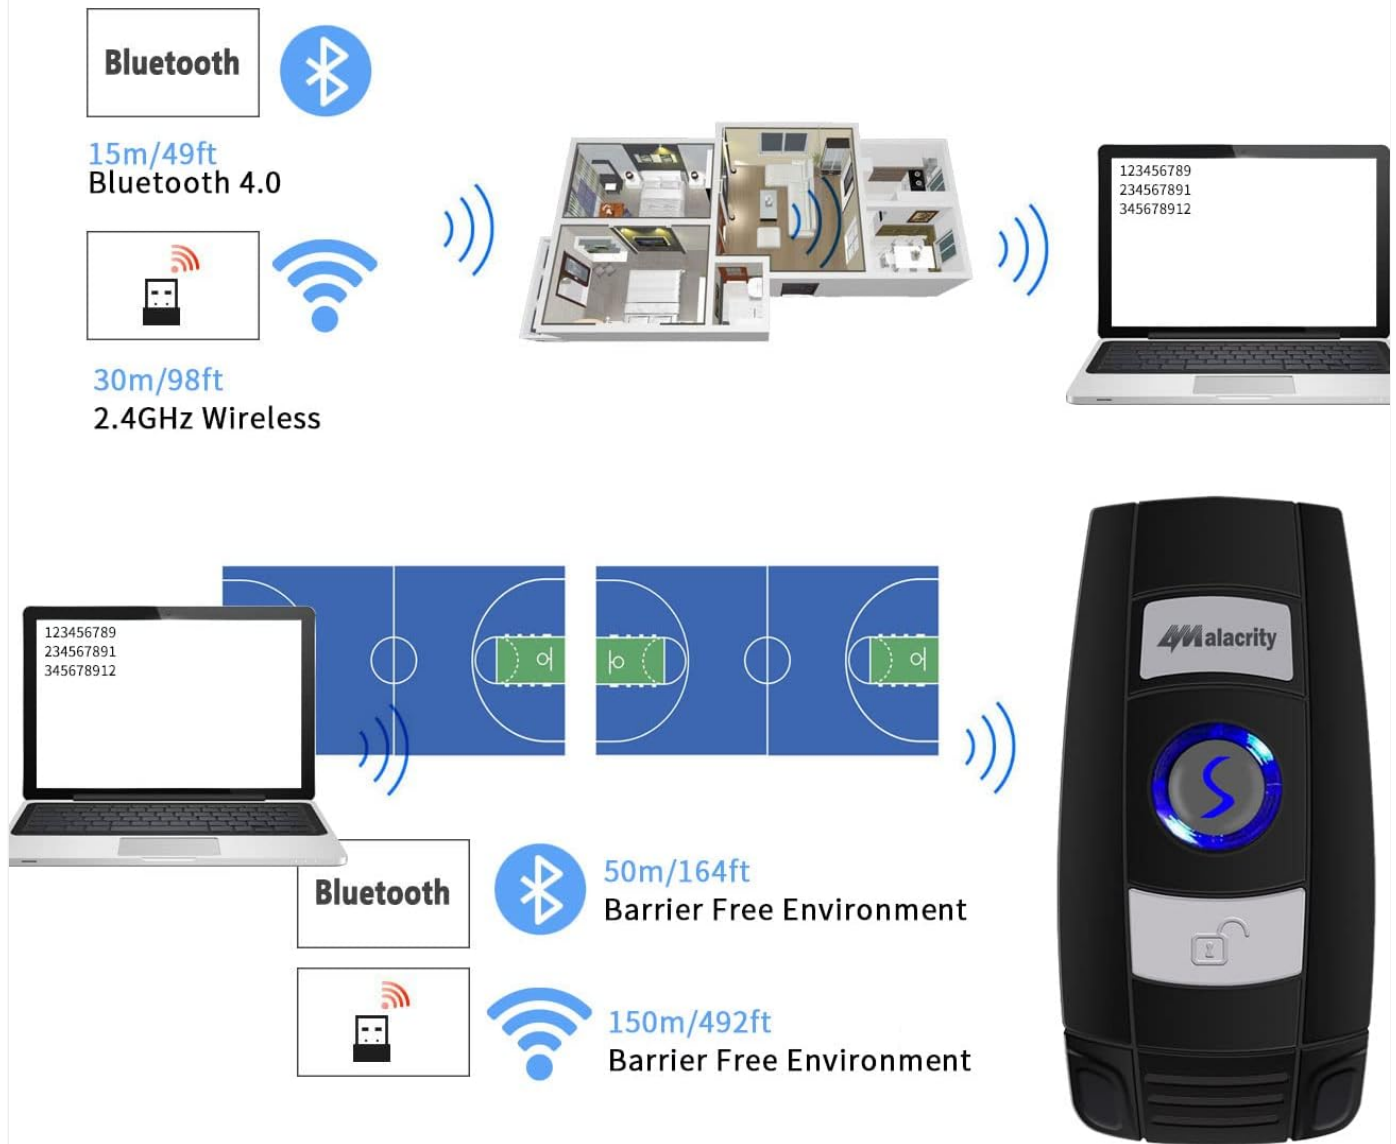 Bluetooth
15m/49ft
Bluetooth 4.0
30m/98ft
2.4GHz Wireless
123456789
234567891
345678912
123456789
234567891
345678912
alacrity
S
Bluetooth
50m/164ft
Barrier Free Environment
150m/492ft
Barrier Free Environment